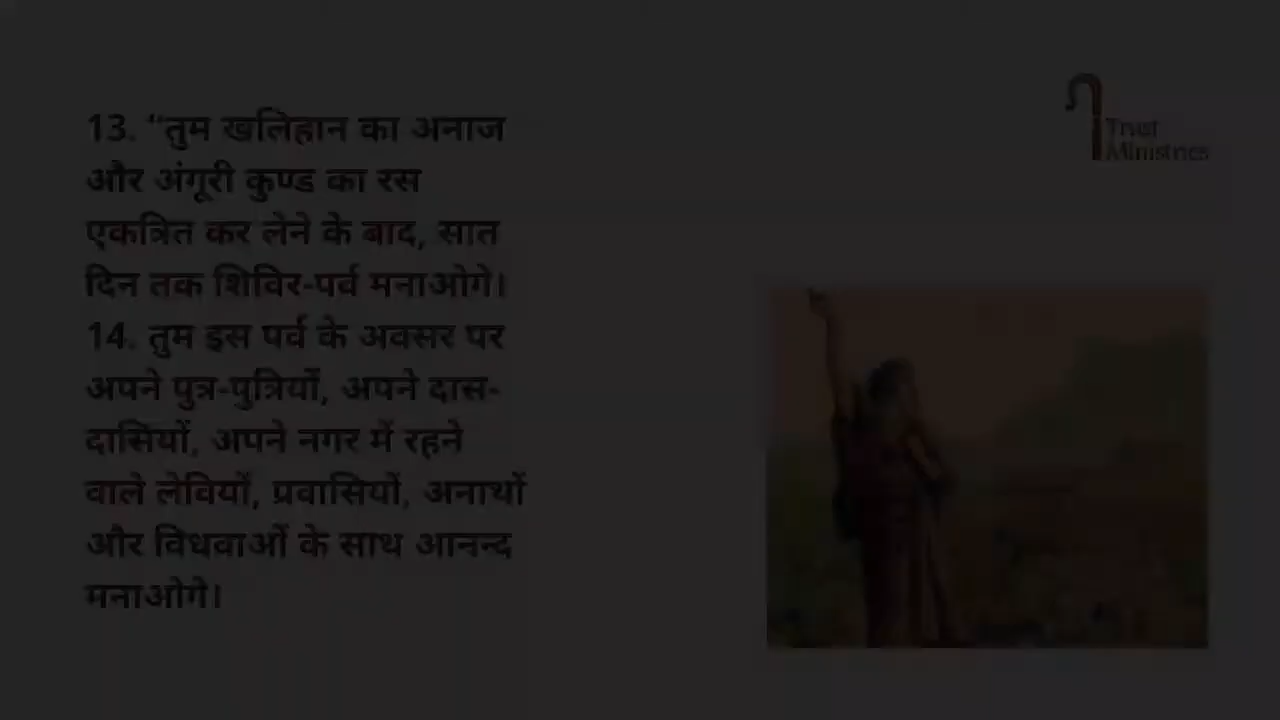 13. “तुम खलिहान का अनाज
और अंगूरी कुण्ड का रस
एकत्रित कर लेने के बाद, सात
दिन तक शिविर-पर्व मनाओगे।
14. तुम इस पर्व के अवसर पर
अपने पुत्र-पुत्रियों, अपने दास-
दासियों, अपने नगर में रहने
वाले लेवियों, प्रवासियों, अनाथों
और विधवाओं के साथ आनन्द
मनाओगे।
Trust
Ministries